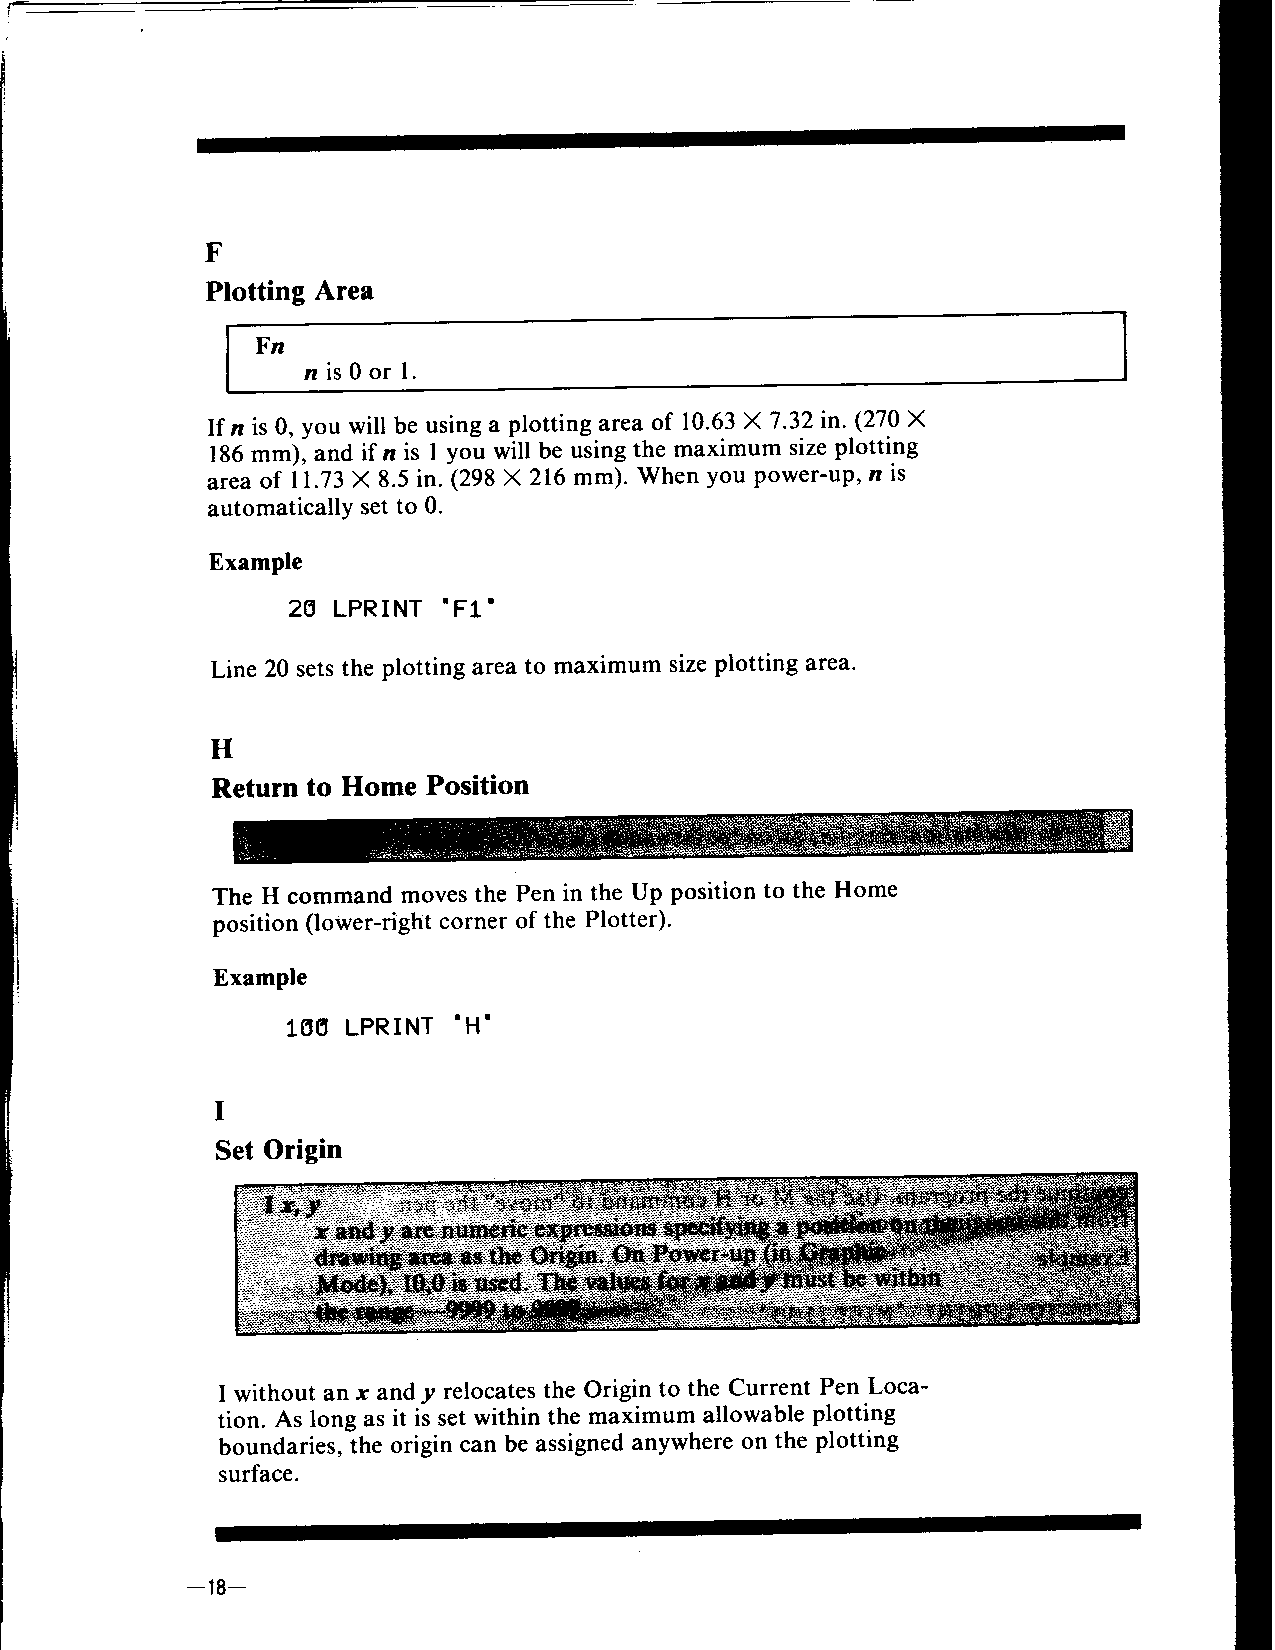 F
Plotting Area
Fn
n is 0 or 1.
If n is 0, you will be using a plotting area of 10.63 × 7.32 in. (270 ×
186 mm), and if n is 1 you will be using the maximum size plotting
area of 11.73 × 8.5 in. (298 × 216 mm). When you power-up, n is
automatically set to 0.
Example
20 LPRINT "F1"
Line 20 sets the plotting area to maximum size plotting area.
H
Return to Home Position
The H command moves the Pen in the Up position to the Home
position (lower-right corner of the Plotter).
Example
100 LPRINT "H"
I
Set Origin
I x, y
x and y are numeric expressions specifying a position on the
drawing area as the Origin. On Power-up (in Graphic
Mode), I0,0 is used. The values for x and y must be within
the range —9999 to 9999
I without an x and y relocates the Origin to the Current Pen Loca-
tion. As long as it is set within the maximum allowable plotting
boundaries, the origin can be assigned anywhere on the plotting
surface.
—18—